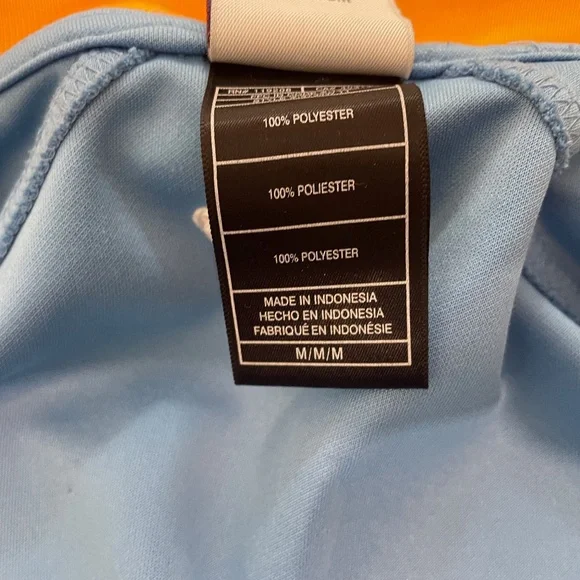 100% POLYESTER
100% POLIESTER
100% POLYESTER
MADE IN INDONESIA
HECHO EN INDONESIA
FABRIQUÉ EN INDONÉSIE
M/M/M